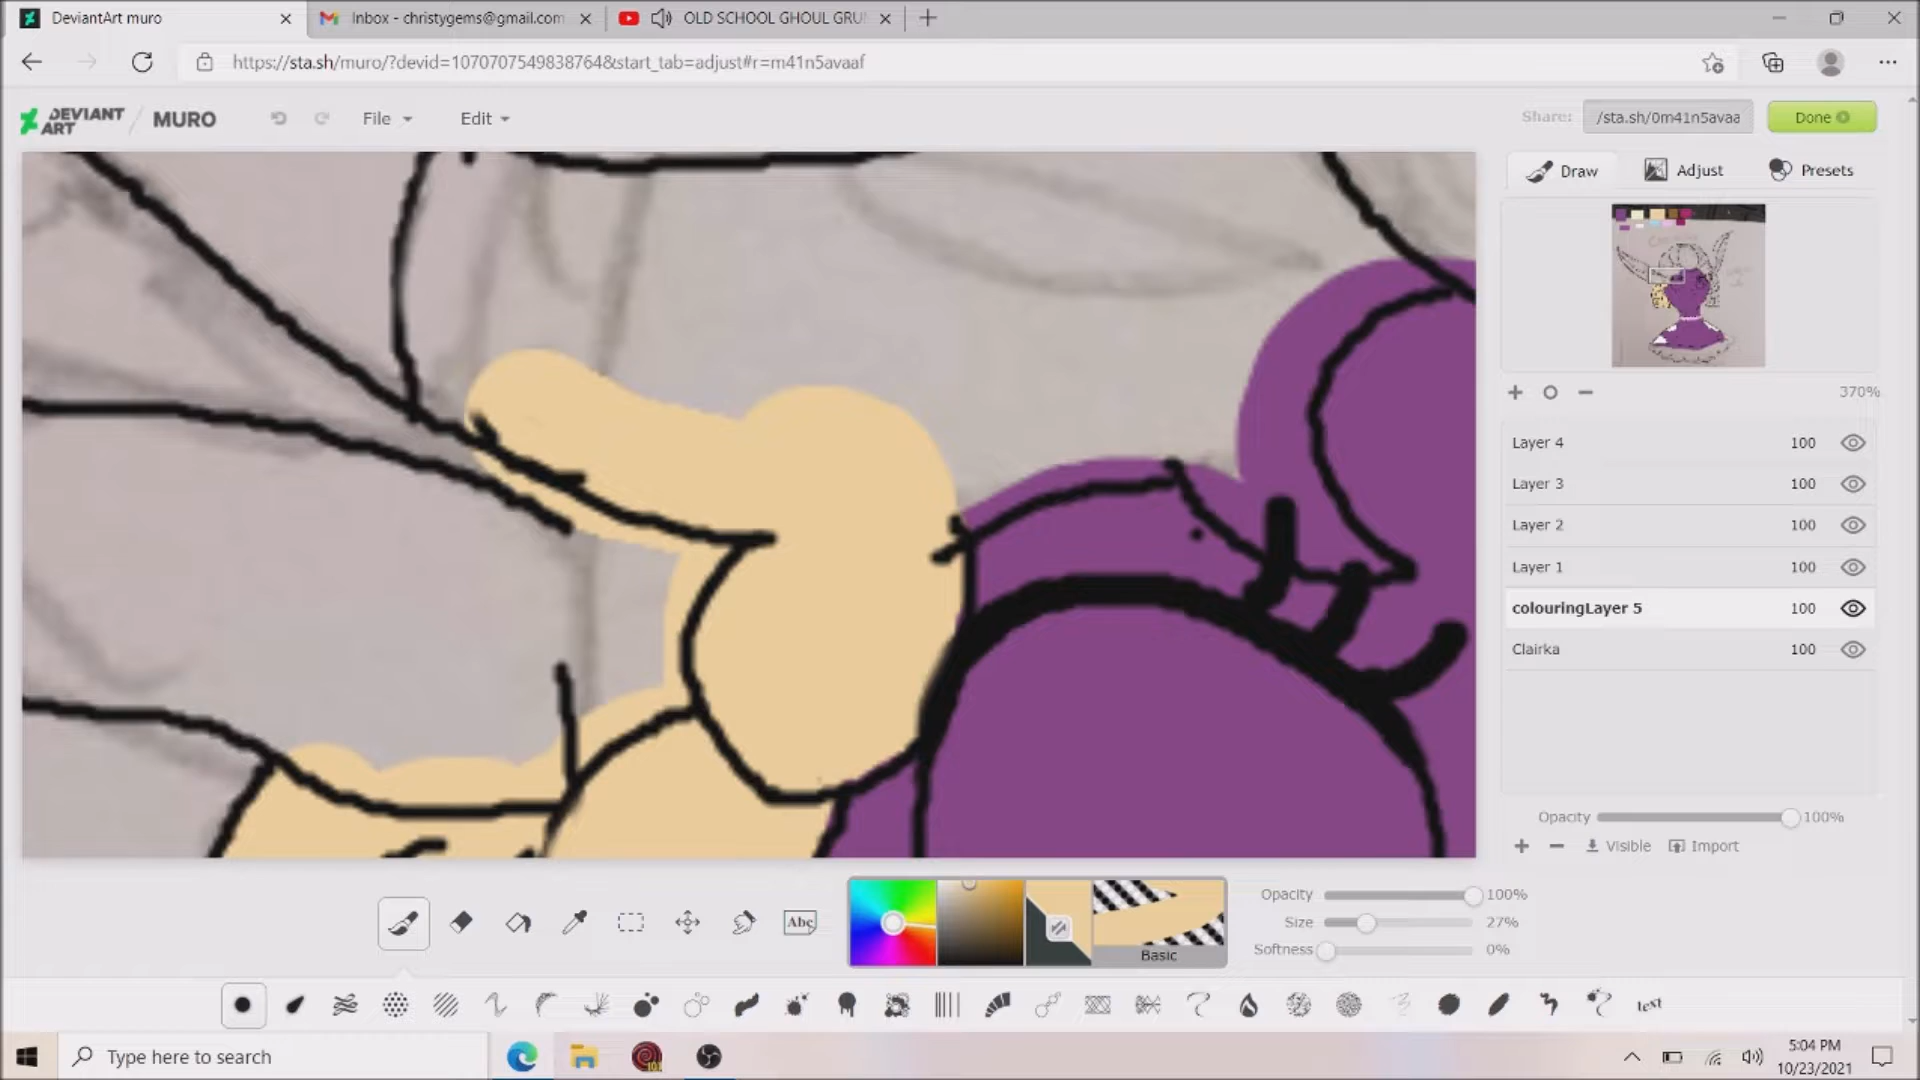 DeviantArt muro
Inbox - christygems@gmail.com
OLD SCHOOL GHOUL GRU
https://sta.sh/muro/?devid=1070707549838764&start_tab=adjust#r=m41n5avaaf
DEVIANT ART
MURO
File
Edit
Share:
/sta.sh/0m41n5avaa
Done
Draw
Adjust
Presets
370%
Layer 4 100
Layer 3 100
Layer 2 100
Layer 1 100
colouringLayer 5 100
Clairka 100
Opacity 100%
Visible
Import
Abc
Basic
Opacity 100%
Size 27%
Softness 0%
text
Type here to search
101
5:04 PM
10/23/2021